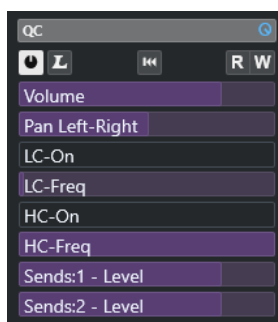 QC
L R W
Volume
Pan Left-Right
LC-On
LC-Freq
HC-On
HC-Freq
Sends:1 - Level
Sends:2 - Level